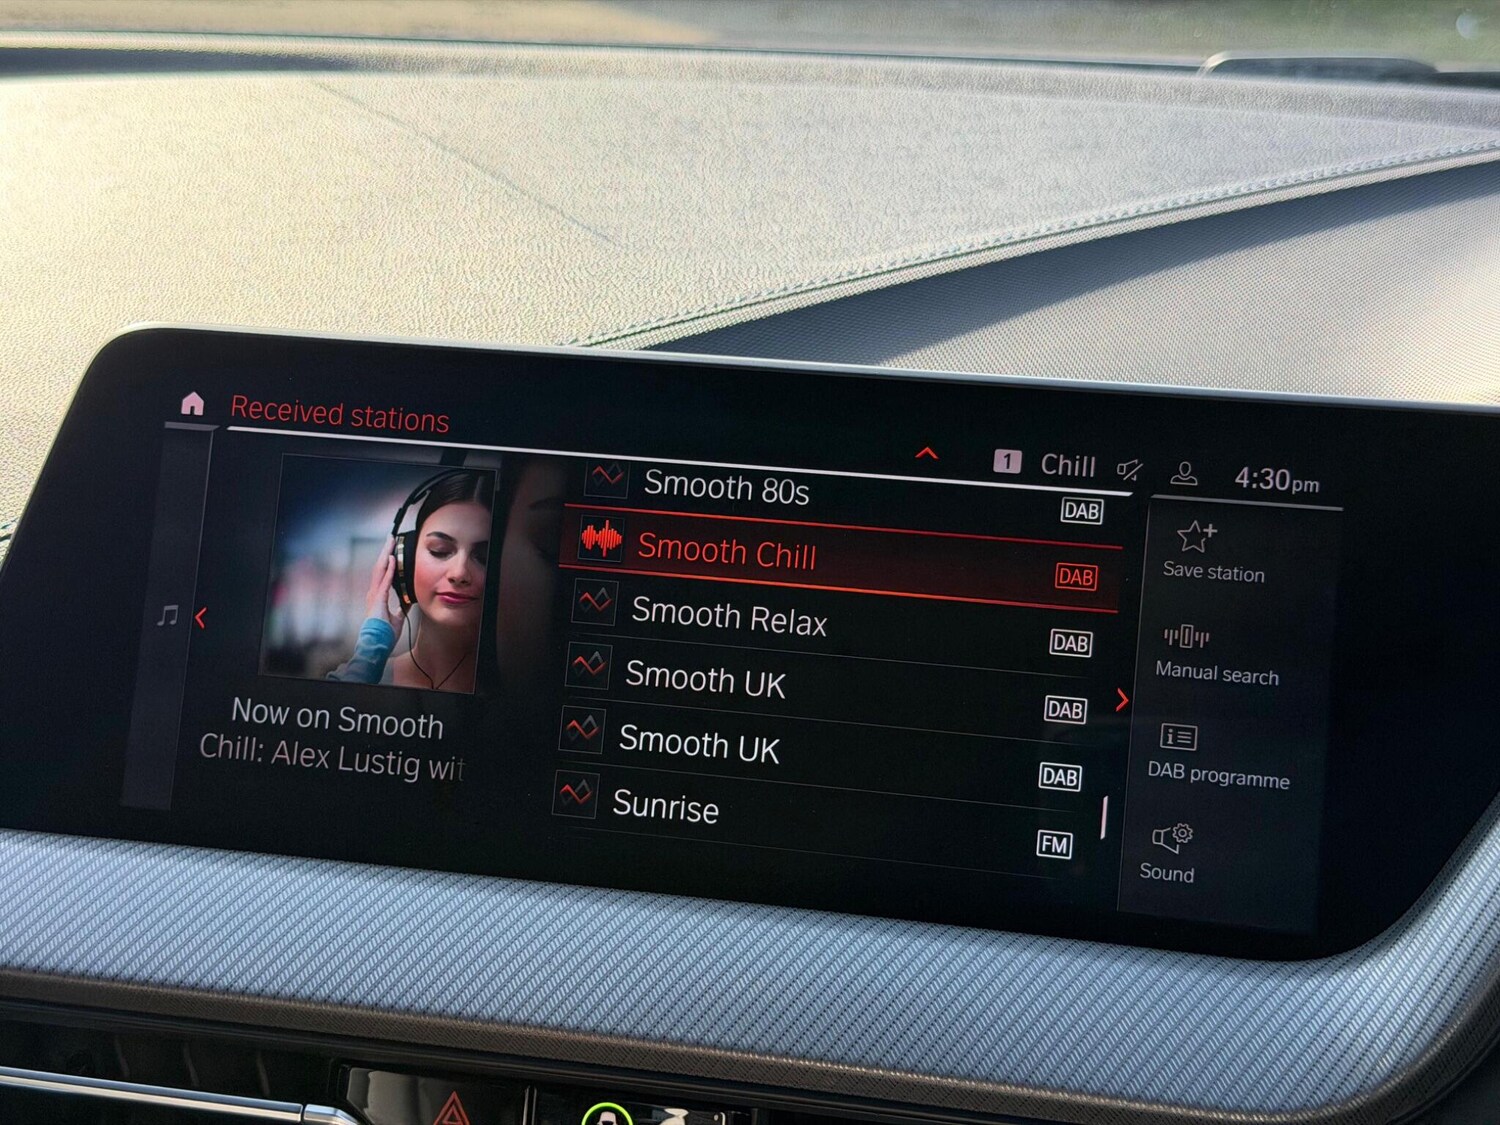 Received stations
1 Chill
4:30pm
Smooth 80s DAB
Smooth Chill DAB
Smooth Relax DAB
Smooth UK DAB
Smooth UK DAB
Sunrise FM
Now on Smooth
Chill: Alex Lustig wit
Save station
Manual search
DAB programme
Sound